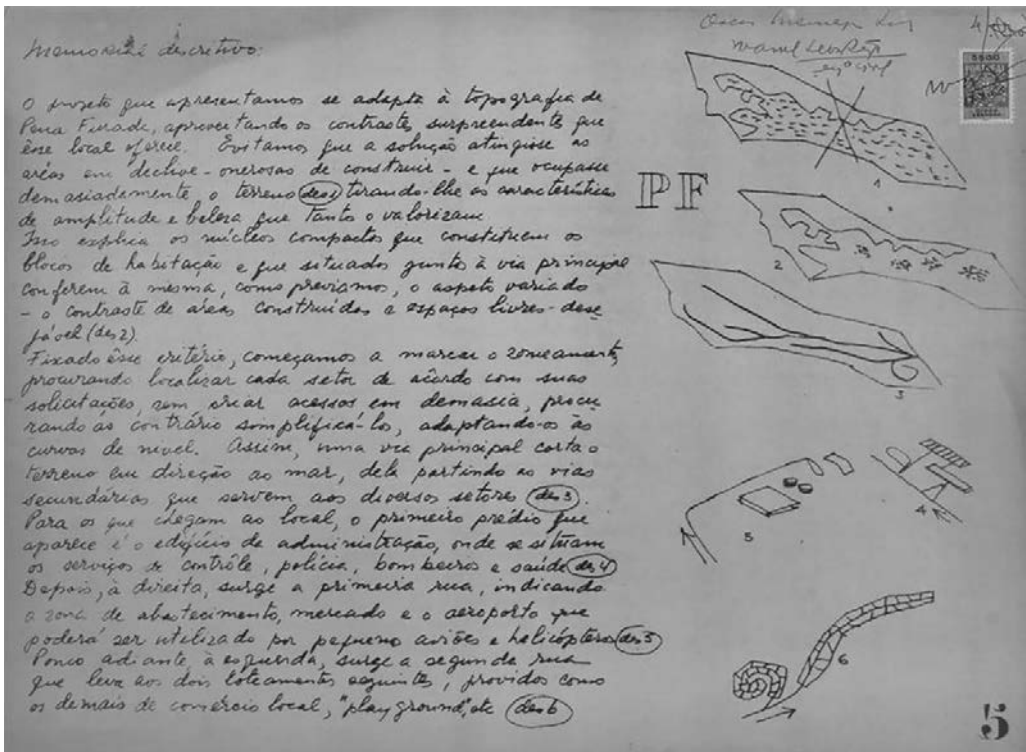 Memorial descritivo:
O projeto que apresentamos se adapta à topografia de
Pena Furada, aproveitando os contrastes surpreendentes que
êsse local oferece. Evitamos que a solução atingisse as
áreas em declive - onerosas de construir - e que ocupasse
demasiadamente o terreno (des 1) tirando-lhe as características
de amplitude e beleza que tanto o valorizam.
Isso explica os núcleos compactos que constituem os
blocos de habitação e que situados junto à via principal
conferem à mesma, como previamos, o aspeto variado
- o contraste de áreas construidas e espaços livres - dese
jável (des 2).
Fixado êsse critério, começamos a marcar o zoneamento,
procurando localizar cada setor de acôrdo com suas
solicitações, sem criar acessos em demasia, procu
rando ao contrário simplificá-los, adaptando-os às
curvas de nivel. Assim, uma via principal corta o
terreno em direção ao mar, dela partindo as vias
secundárias que servem aos diversos setores (des 3).
Para os que chegam ao local, o primeiro prédio que
aparece é o edifício da administração, onde se situam
os serviços de contrôle, polícia, bombeiros e saúde (des 4)
Depois, à direita, surge a primeira rua, indicando
a zona de abastecimento, mercado e o aeroporto que
poderá ser utilizado por pequeno aviões e helicópteros (des 5)
Pouco adiante, à esquerda, surge a segunda rua
que leva aos dois loteamentos seguintes, providos como
os demais de comércio local, "play ground", etc (des 6)
Oscar Niemeyer
engº civil
PF
1
2
3
4
5
6
5